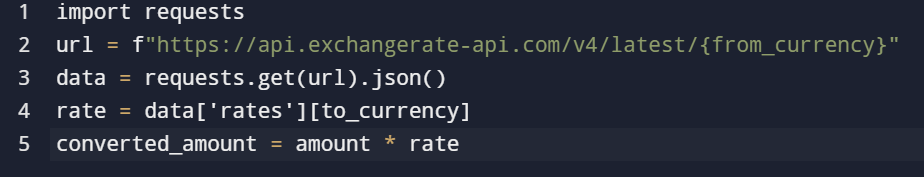 1 import requests
2 url = f"https://api.exchangerate-api.com/v4/latest/{from_currency}"
3 data = requests.get(url).json()
4 rate = data['rates'][to_currency]
5 converted_amount = amount * rate